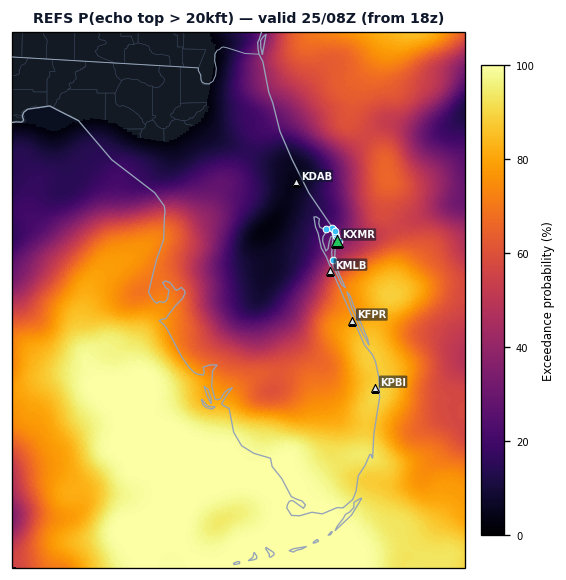 REFS P(echo top > 20kft) — valid 25/08Z (from 18z)
KDAB
KXMR
KMLB
KFPR
KPBI
100
80
60
40
20
0
Exceedance probability (%)